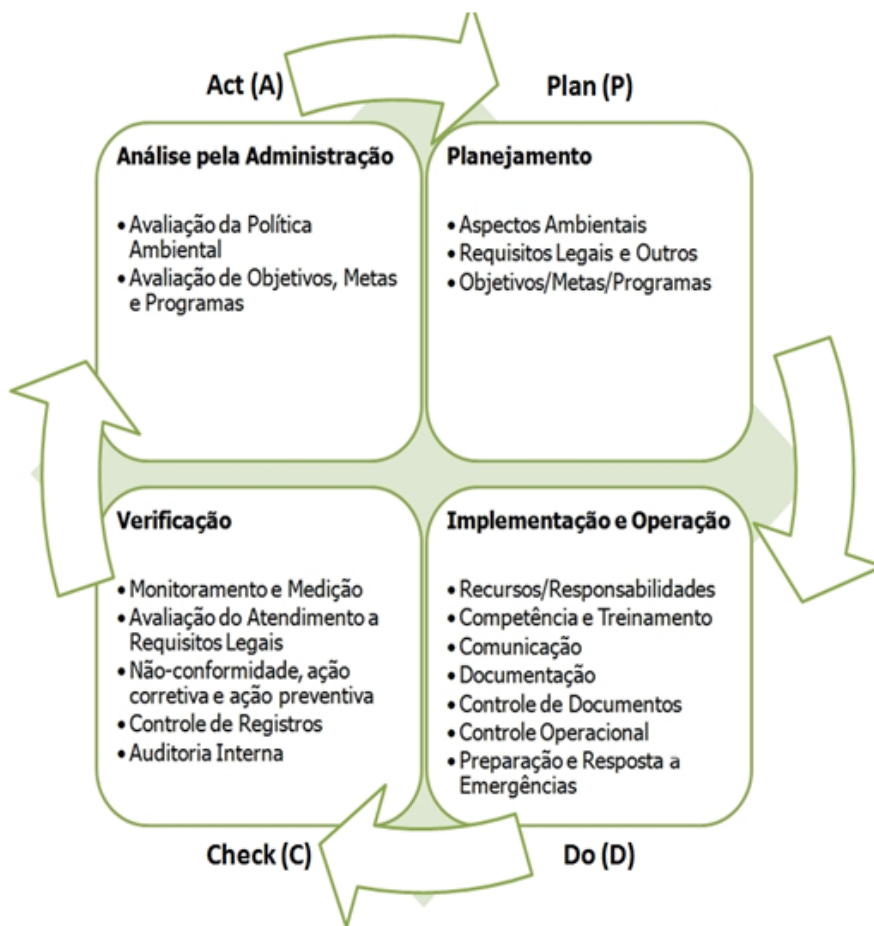 Act (A)
Plan (P)
Análise pela Administração
• Avaliação da Política
Ambiental
• Avaliação de Objetivos, Metas
e Programas
Planejamento
• Aspectos Ambientais
• Requisitos Legais e Outros
• Objetivos/Metas/Programas
Verificação
• Monitoramento e Medição
• Avaliação do Atendimento a
Requisitos Legais
• Não-conformidade, ação
corretiva e ação preventiva
• Controle de Registros
• Auditoria Interna
Implementação e Operação
• Recursos/Responsabilidades
• Competência e Treinamento
• Comunicação
• Documentação
• Controle de Documentos
• Controle Operacional
• Preparação e Resposta a
Emergências
Check (C)
Do (D)